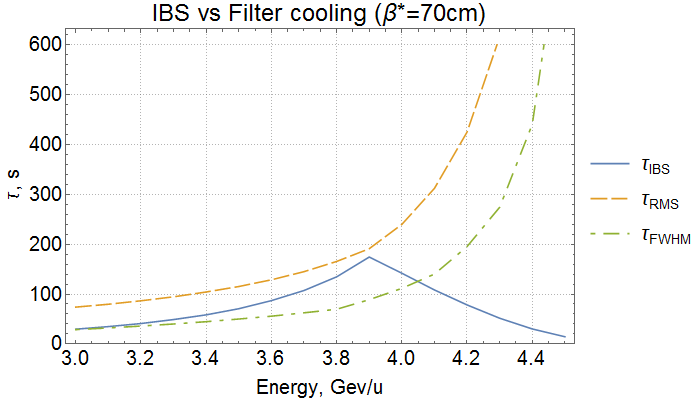 IBS vs Filter cooling (β*=70cm)
600
500
400
300
200
100
0
τ, s
3.0 3.2 3.4 3.6 3.8 4.0 4.2 4.4
Energy, Gev/u
τIBS
τRMS
τFWHM